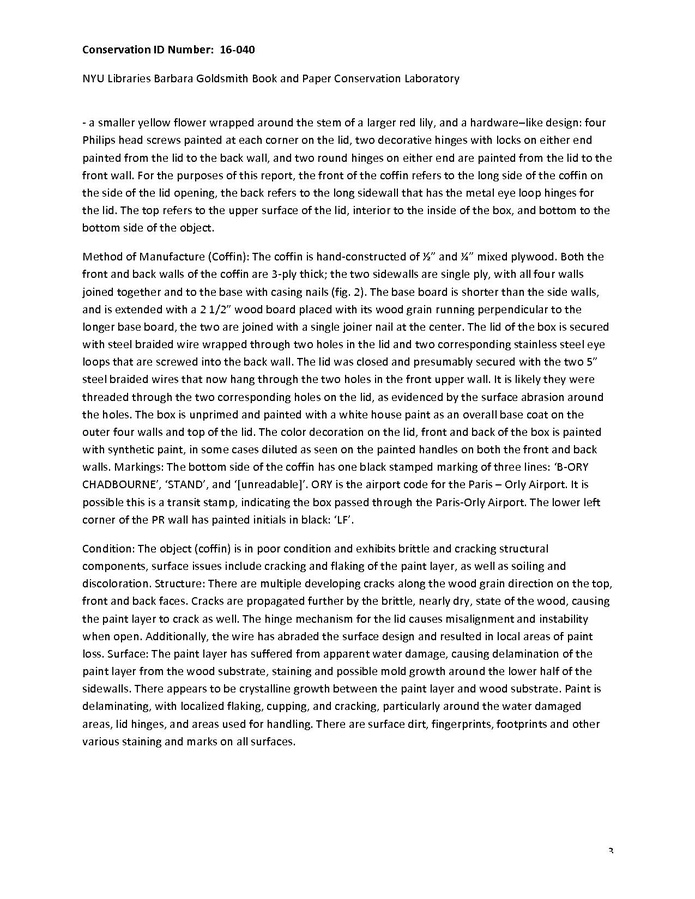 Conservation ID Number:  16-040
NYU Libraries Barbara Goldsmith Book and Paper Conservation Laboratory
- a smaller yellow flower wrapped around the stem of a larger red lily, and a hardware–like design: four
Philips head screws painted at each corner on the lid, two decorative hinges with locks on either end
painted from the lid to the back wall, and two round hinges on either end are painted from the lid to the
front wall. For the purposes of this report, the front of the coffin refers to the long side of the coffin on
the side of the lid opening, the back refers to the long sidewall that has the metal eye loop hinges for
the lid. The top refers to the upper surface of the lid, interior to the inside of the box, and bottom to the
bottom side of the object.
Method of Manufacture (Coffin): The coffin is hand-constructed of ½” and ¼” mixed plywood. Both the
front and back walls of the coffin are 3-ply thick; the two sidewalls are single ply, with all four walls
joined together and to the base with casing nails (fig. 2). The base board is shorter than the side walls,
and is extended with a 2 1/2” wood board placed with its wood grain running perpendicular to the
longer base board, the two are joined with a single joiner nail at the center. The lid of the box is secured
with steel braided wire wrapped through two holes in the lid and two corresponding stainless steel eye
loops that are screwed into the back wall. The lid was closed and presumably secured with the two 5”
steel braided wires that now hang through the two holes in the front upper wall. It is likely they were
threaded through the two corresponding holes on the lid, as evidenced by the surface abrasion around
the holes. The box is unprimed and painted with a white house paint as an overall base coat on the
outer four walls and top of the lid. The color decoration on the lid, front and back of the box is painted
with synthetic paint, in some cases diluted as seen on the painted handles on both the front and back
walls. Markings: The bottom side of the coffin has one black stamped marking of three lines: ‘B-ORY
CHADBOURNE’, ‘STAND’, and ‘[unreadable]’. ORY is the airport code for the Paris – Orly Airport. It is
possible this is a transit stamp, indicating the box passed through the Paris-Orly Airport. The lower left
corner of the PR wall has painted initials in black: ‘LF’.
Condition: The object (coffin) is in poor condition and exhibits brittle and cracking structural
components, surface issues include cracking and flaking of the paint layer, as well as soiling and
discoloration. Structure: There are multiple developing cracks along the wood grain direction on the top,
front and back faces. Cracks are propagated further by the brittle, nearly dry, state of the wood, causing
the paint layer to crack as well. The hinge mechanism for the lid causes misalignment and instability
when open. Additionally, the wire has abraded the surface design and resulted in local areas of paint
loss. Surface: The paint layer has suffered from apparent water damage, causing delamination of the
paint layer from the wood substrate, staining and possible mold growth around the lower half of the
sidewalls. There appears to be crystalline growth between the paint layer and wood substrate. Paint is
delaminating, with localized flaking, cupping, and cracking, particularly around the water damaged
areas, lid hinges, and areas used for handling. There are surface dirt, fingerprints, footprints and other
various staining and marks on all surfaces.
3